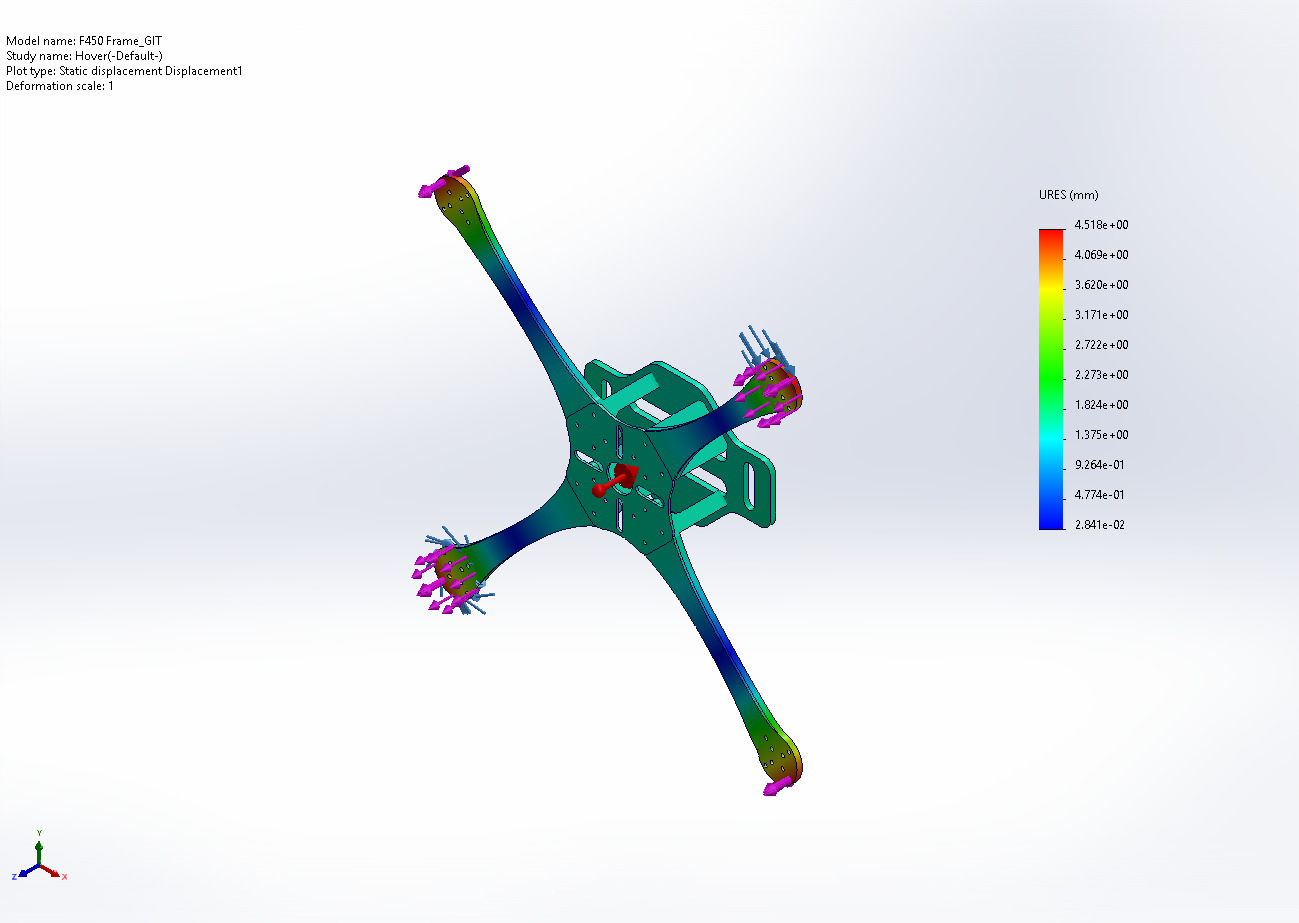 Model name: F450 Frame_GIT
Study name: Hover(-Default-)
Plot type: Static displacement Displacement1
Deformation scale: 1
URES (mm)
4.518e+00
4.069e+00
3.620e+00
3.171e+00
2.722e+00
2.273e+00
1.824e+00
1.375e+00
9.264e-01
4.774e-01
2.841e-02
Y
Z
X